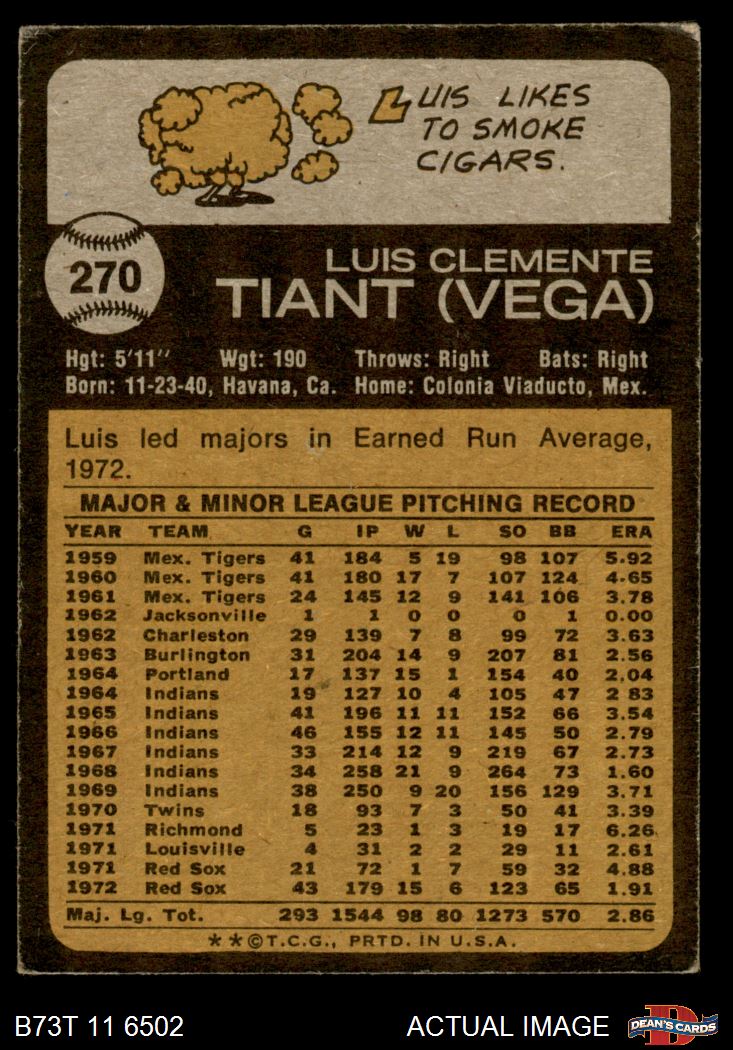 LUIS LIKES
TO SMOKE
CIGARS.
270
LUIS CLEMENTE
TIANT (VEGA)
Hgt: 5'11" Wgt: 190 Throws: Right Bats: Right
Born: 11-23-40, Havana, Ca. Home: Colonia Viaducto, Mex.
Luis led majors in Earned Run Average,
1972.
MAJOR & MINOR LEAGUE PITCHING RECORD
YEAR TEAM G IP W L SO BB ERA
1959 Mex. Tigers 41 184 5 19 98 107 5.92
1960 Mex. Tigers 41 180 17 7 107 124 4.65
1961 Mex. Tigers 24 145 12 9 141 106 3.78
1962 Jacksonville 1 1 0 0 0 1 0.00
1962 Charleston 29 139 7 8 99 72 3.63
1963 Burlington 31 204 14 9 207 81 2.56
1964 Portland 17 137 15 1 154 40 2.04
1964 Indians 19 127 10 4 105 47 2 83
1965 Indians 41 196 11 11 152 66 3.54
1966 Indians 46 155 12 11 145 50 2.79
1967 Indians 33 214 12 9 219 67 2.73
1968 Indians 34 258 21 9 264 73 1.60
1969 Indians 38 250 9 20 156 129 3.71
1970 Twins 18 93 7 3 50 41 3.39
1971 Richmond 5 23 1 3 19 17 6.26
1971 Louisville 4 31 2 2 29 11 2.61
1971 Red Sox 21 72 1 7 59 32 4.88
1972 Red Sox 43 179 15 6 123 65 1.91
Maj. Lg. Tot. 293 1544 98 80 1273 570 2.86
★★©T.C.G., PRTD. IN U.S.A.
B73T 11 6502 ACTUAL IMAGE D DEAN'S CARDS